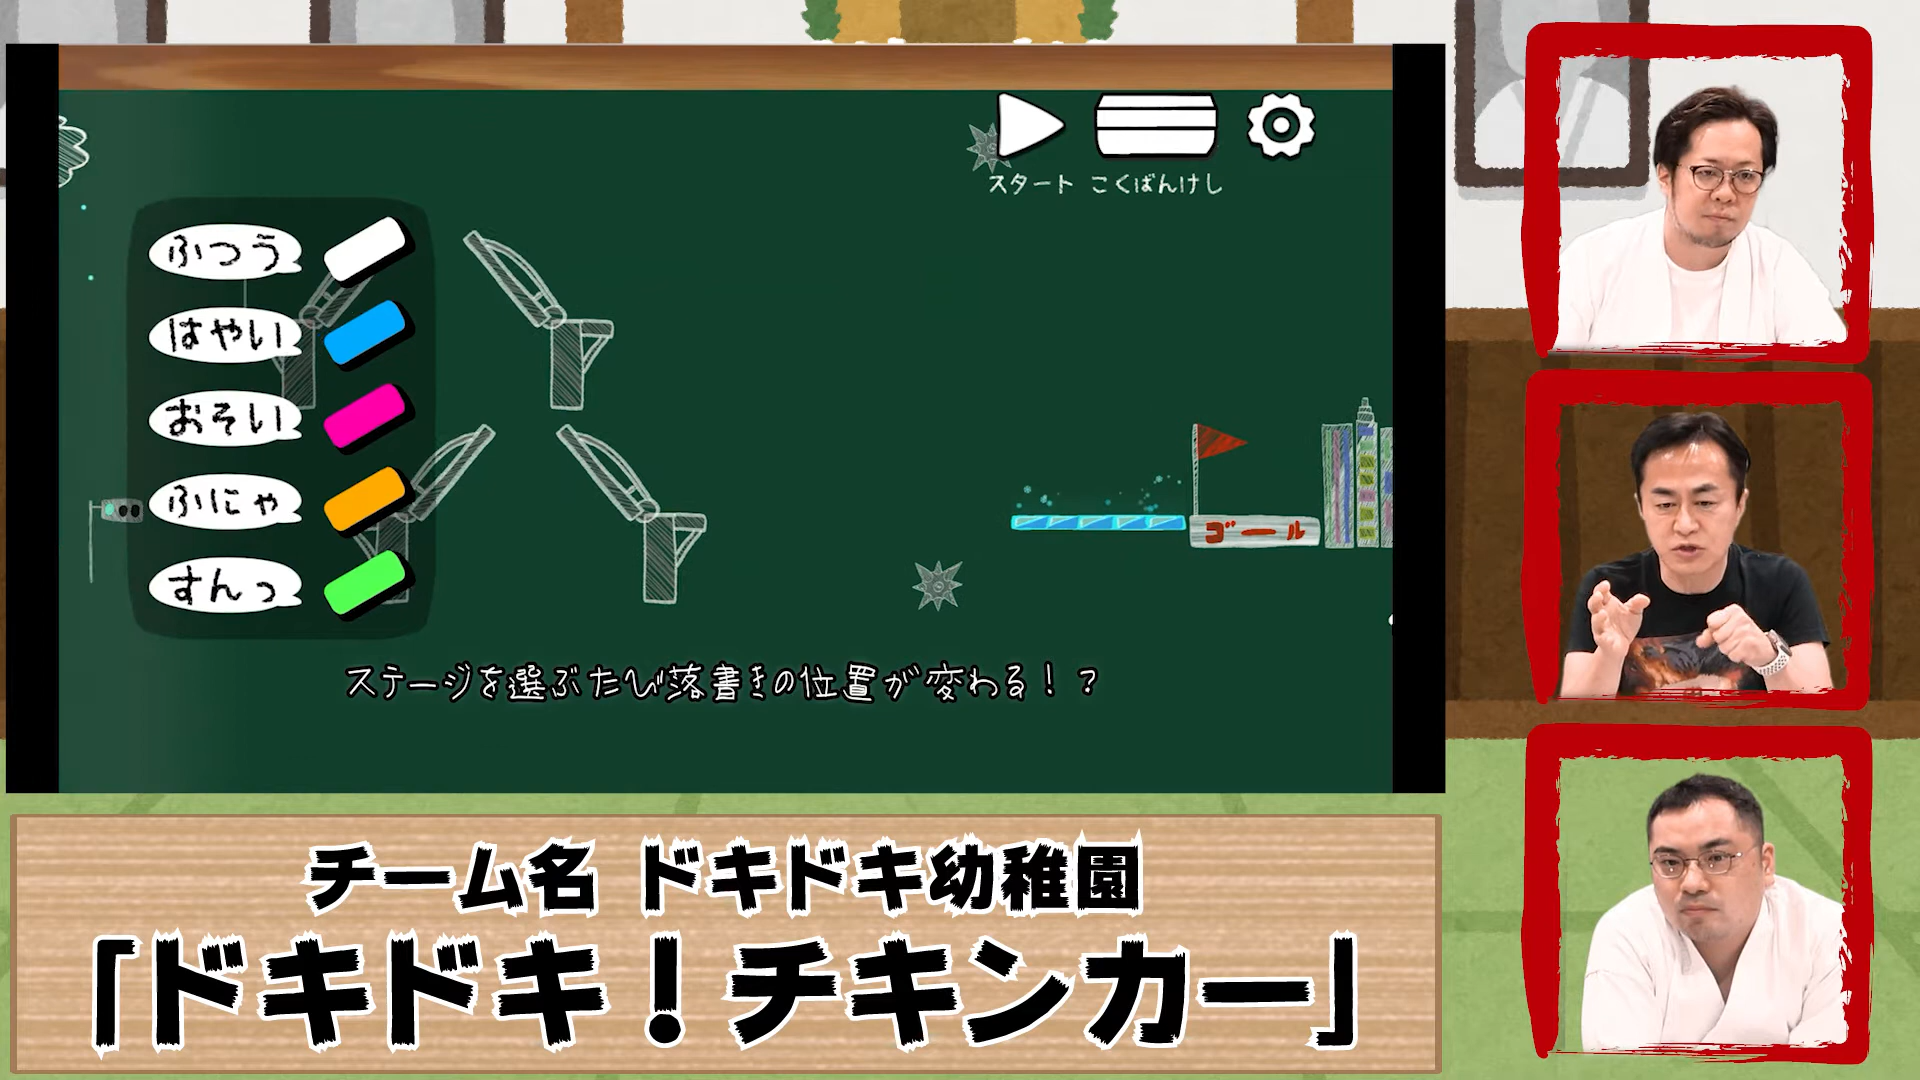 スタート こくばんけし
ふつう
はやい
おそい
ふにゃ
すんっ
ゴール
ステージを選ぶたび落書きの位置が変わる！？
チーム名 ドキドキ幼稚園
「ドキドキ！チキンカー」